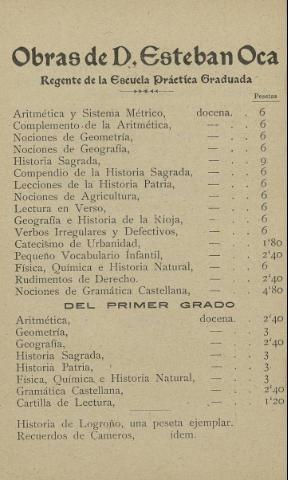 Obras de D. Esteban Oca
Regente de la Escuela Práctica Graduada
Pesetas
Aritmética y Sistema Métrico, docena. . 6
Complemento de la Aritmética, — . . 6
Nociones de Geometría, — . . 6
Nociones de Geografía, — . . 6
Historia Sagrada, — . . 9
Compendio de la Historia Sagrada, — . . 6
Lecciones de la Historia Patria, — . . 6
Nociones de Agricultura, — . . 6
Lectura en Verso, — . . 6
Geografía e Historia de la Rioja, — . . 6
Verbos Irregulares y Defectivos, — . . 6
Catecismo de Urbanidad, — . . 1'80
Pequeño Vocabulario Infantil, — . . 2'40
Física, Química e Historia Natural, — . . 6
Rudimentos de Derecho. — . . 2'40
Nociones de Gramática Castellana, — . . 4'80
DEL PRIMER GRADO
Aritmética, docena. . 2'40
Geometría, — . . 3
Geografía, — . . 2'40
Historia Sagrada, — . . 3
Historia Patria, — . . 3
Física, Química e Historia Natural, — . . 3
Gramática Castellana, — . . 2'40
Cartilla de Lectura, — . . 1'20
Historia de Logroño, una peseta ejemplar.
Recuerdos de Cameros, ídem.